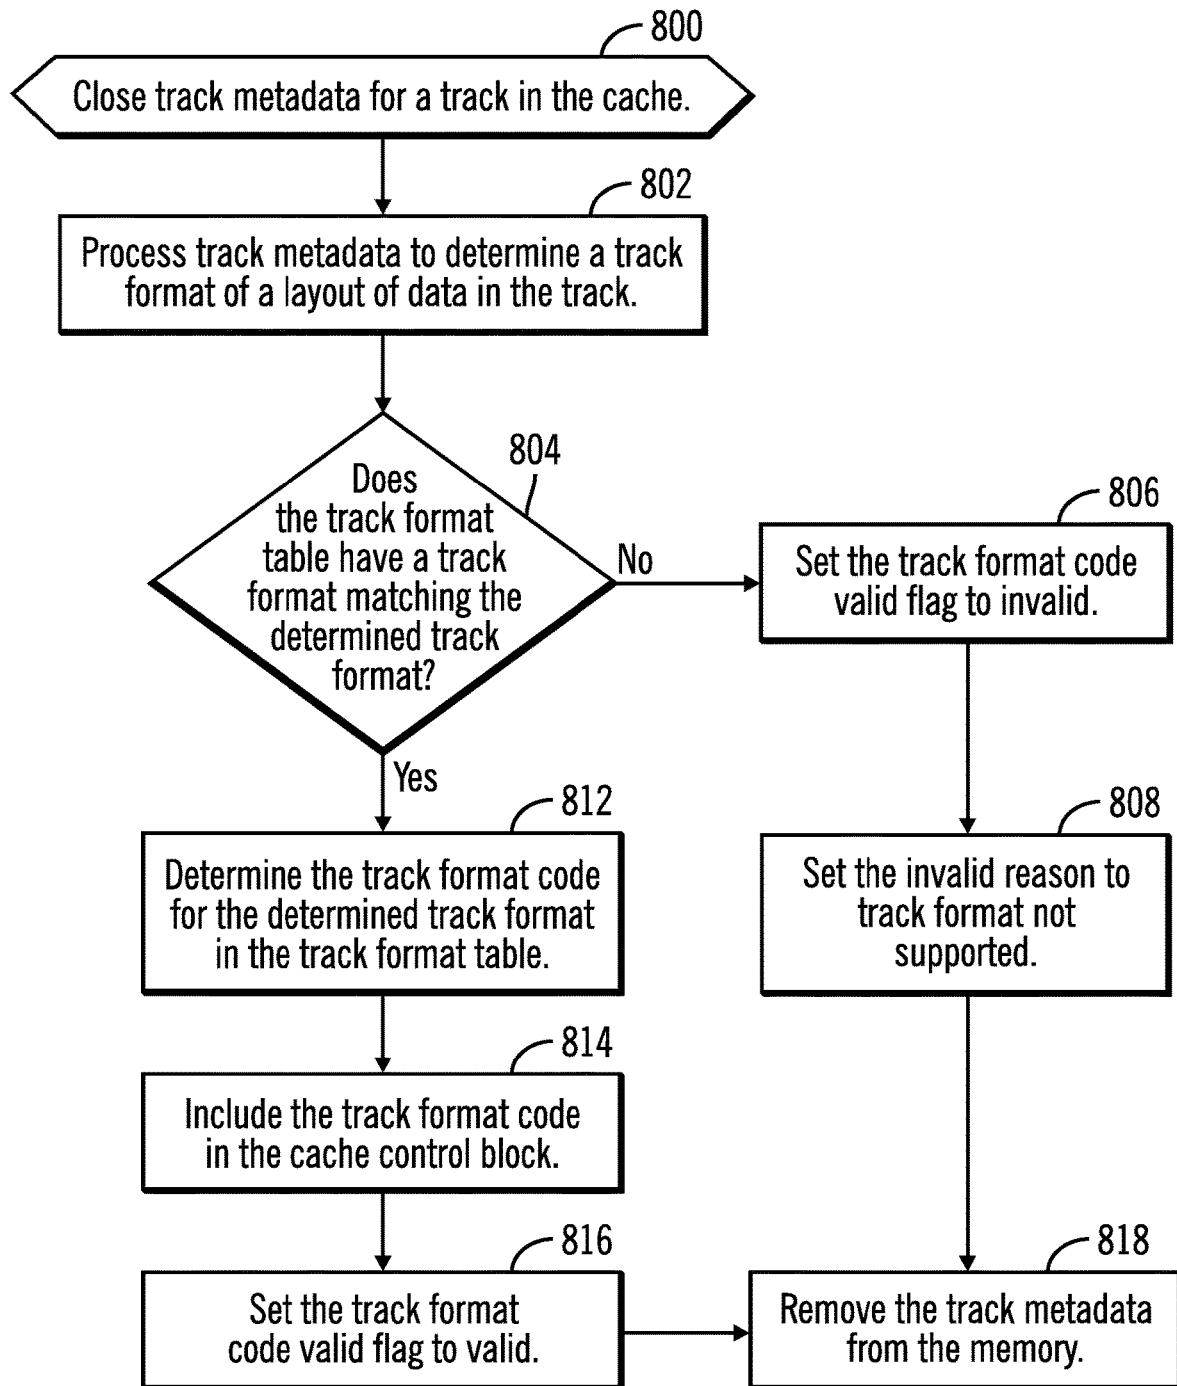 800
Close track metadata for a track in the cache.
802
Process track metadata to determine a track
format of a layout of data in the track.
804
Does
the track format
table have a track
format matching the
determined track
format?
No
Yes
806
Set the track format code
valid flag to invalid.
808
Set the invalid reason to
track format not
supported.
812
Determine the track format code
for the determined track format
in the track format table.
814
Include the track format code
in the cache control block.
816
Set the track format
code valid flag to valid.
818
Remove the track metadata
from the memory.